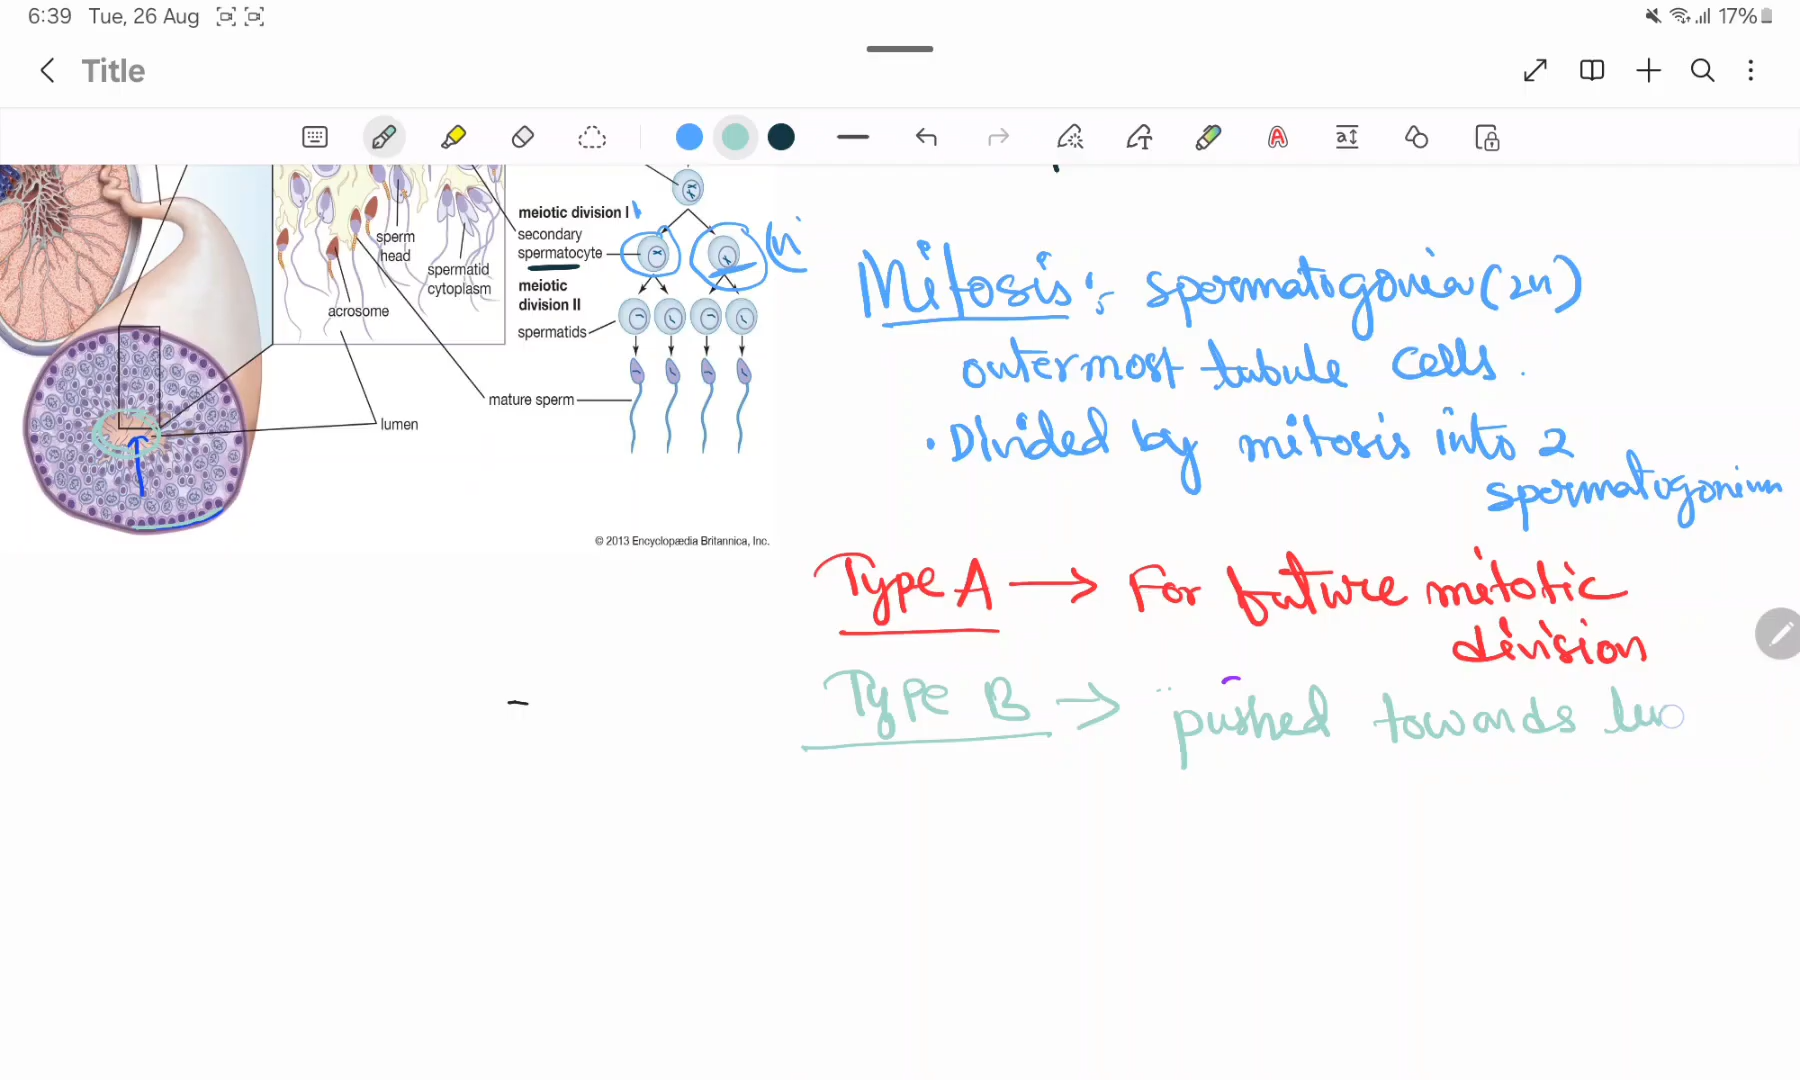 6:39 Tue, 26 Aug
17%
Title
meiotic division I
secondary
spermatocyte
(n
meiotic
division II
spermatids
sperm
head
spermatid
cytoplasm
acrosome
mature sperm
lumen
© 2013 Encyclopædia Britannica, Inc.
Mitosis :- spermatogonia (2n)
outermost tubule cells.
• Divided by mitosis into 2
spermatogonium
Type A → For future mitotic
division
Type B → pushed towards lu